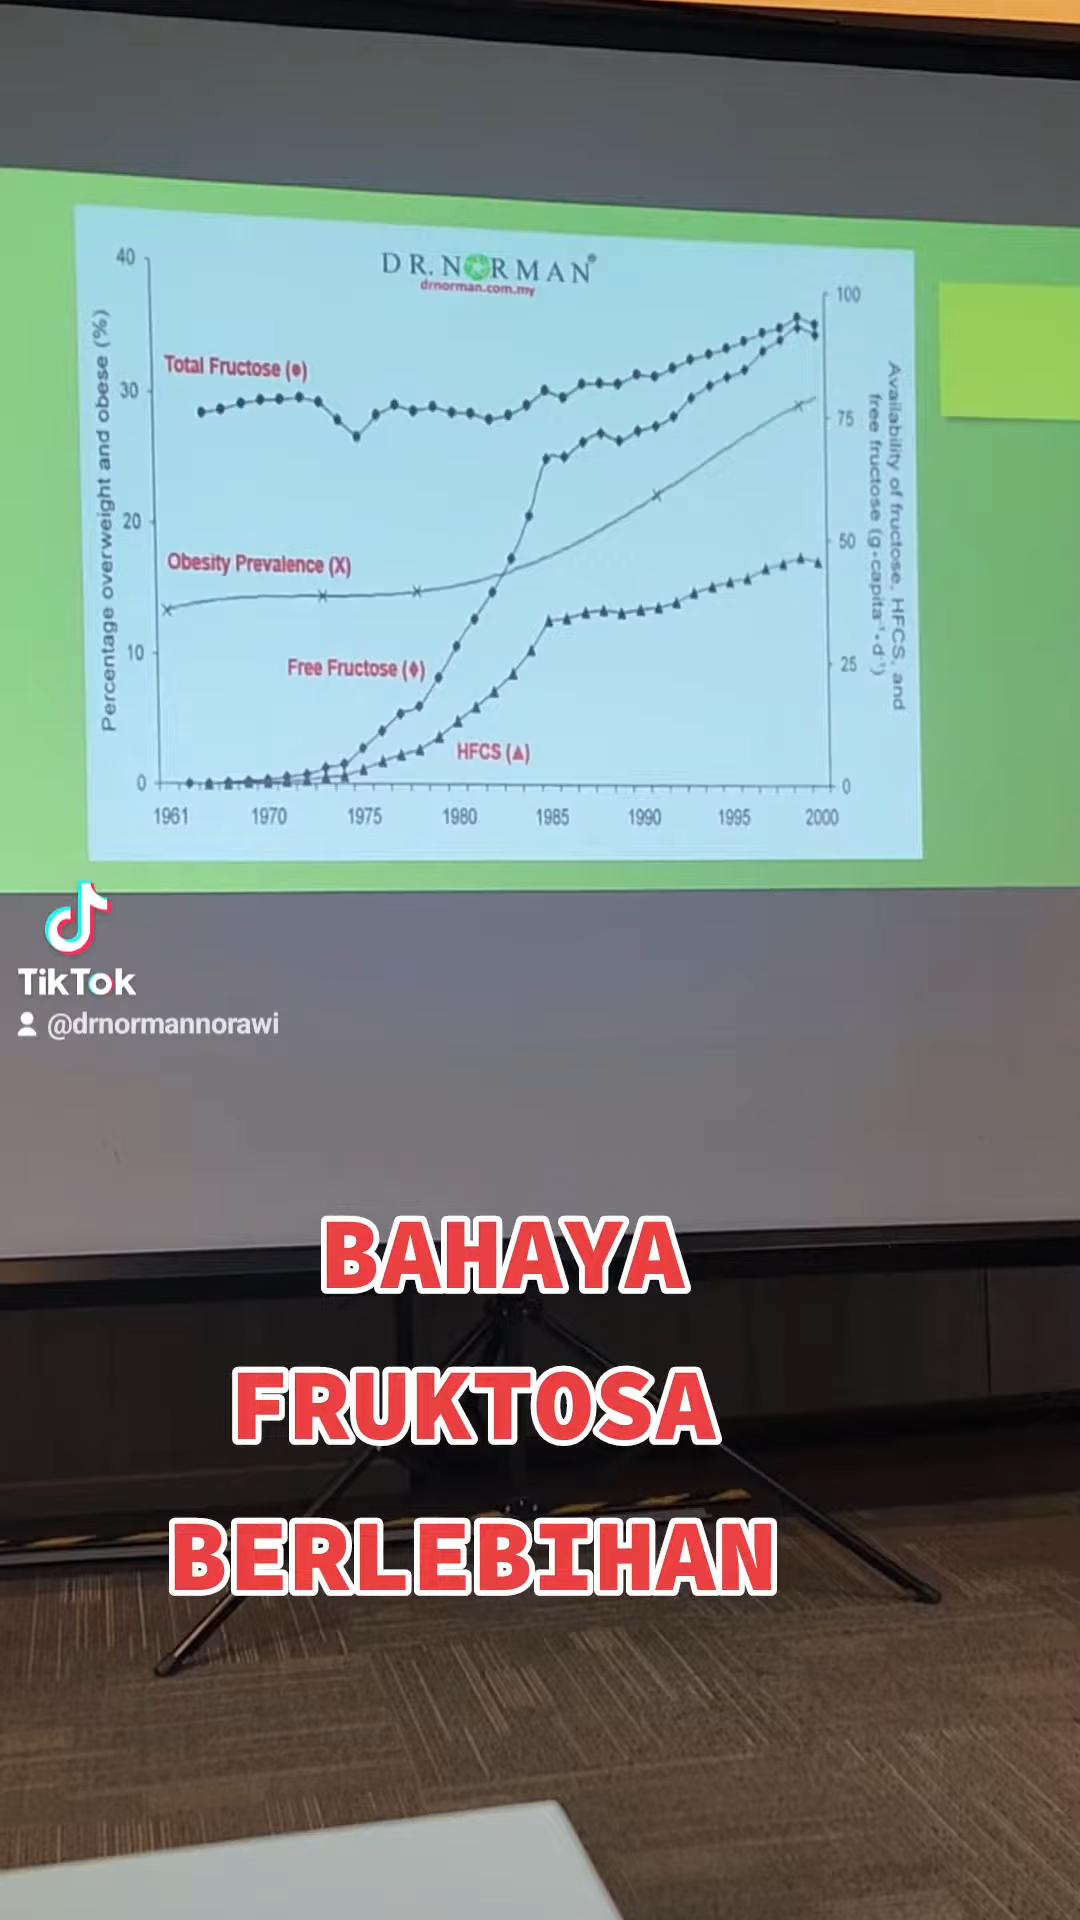 DR. NORMAN®
drnorman.com.my
40
30
20
10
0
Percentage overweight and obese (%)
Total Fructose (●)
Obesity Prevalence (X)
Free Fructose (♦)
HFCS (▲)
100
75
50
25
0
Availability of fructose, HFCS, and
free fructose (g·capita⁻¹·d⁻¹)
1961 1970 1975 1980 1985 1990 1995 2000
TikTok
@drnormannorawi
BAHAYA
FRUKTOSA
BERLEBIHAN